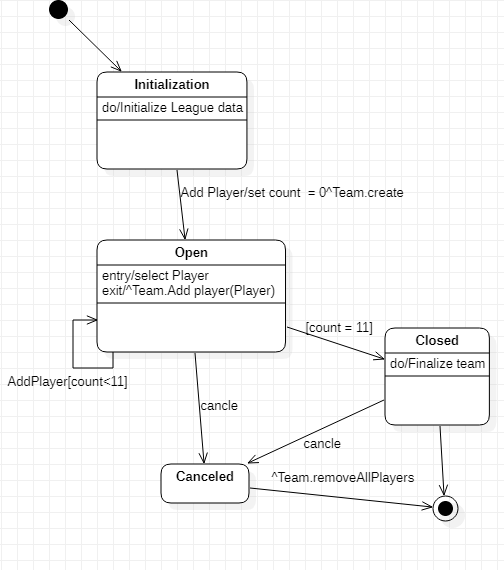 Initialization
do/Initialize League data
Add Player/set count  = 0^Team.create
Open
entry/select Player
exit/^Team.Add player(Player)
[count = 11]
Closed
do/Finalize team
AddPlayer[count<11]
cancle
cancle
Canceled
^Team.removeAllPlayers